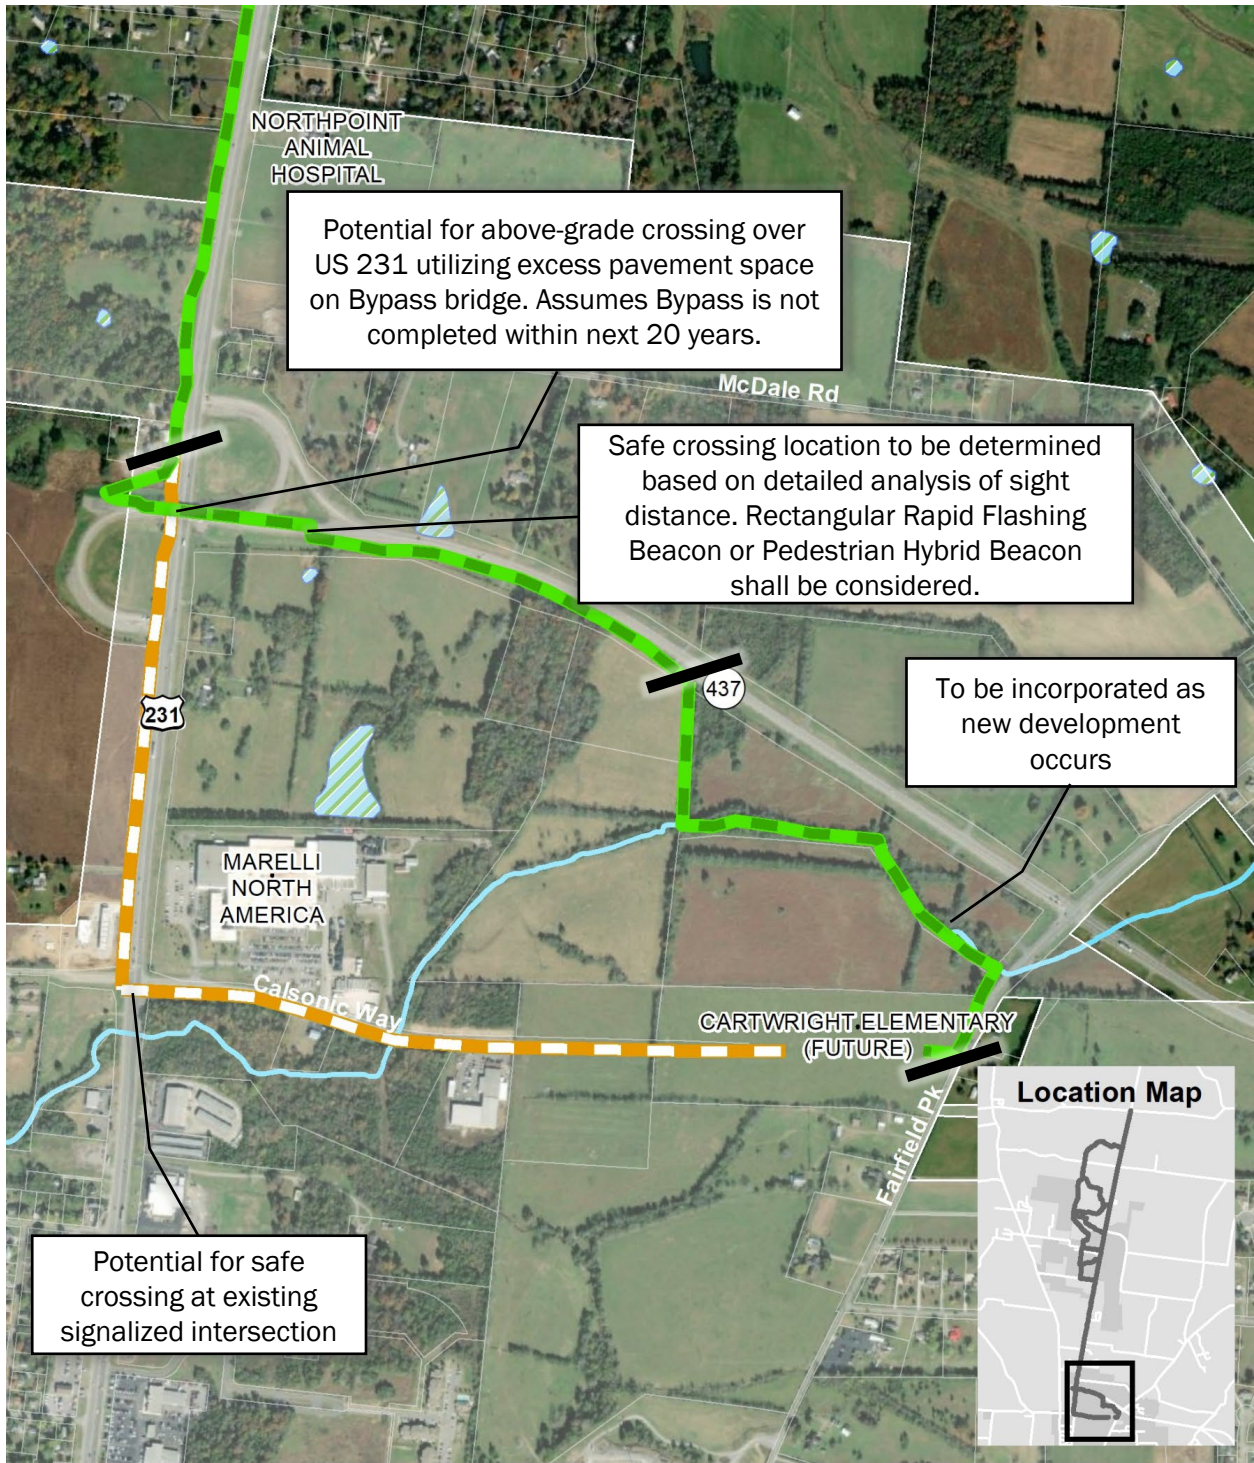 NORTHPOINT
ANIMAL
HOSPITAL
Potential for above-grade crossing over
US 231 utilizing excess pavement space
on Bypass bridge. Assumes Bypass is not
completed within next 20 years.
McDale Rd
Safe crossing location to be determined
based on detailed analysis of sight
distance. Rectangular Rapid Flashing
Beacon or Pedestrian Hybrid Beacon
shall be considered.
437
To be incorporated as
new development
occurs
231
MARELLI
NORTH
AMERICA
Calsonic Way
CARTWRIGHT ELEMENTARY
(FUTURE)
Fairfield Pk
Location Map
Potential for safe
crossing at existing
signalized intersection